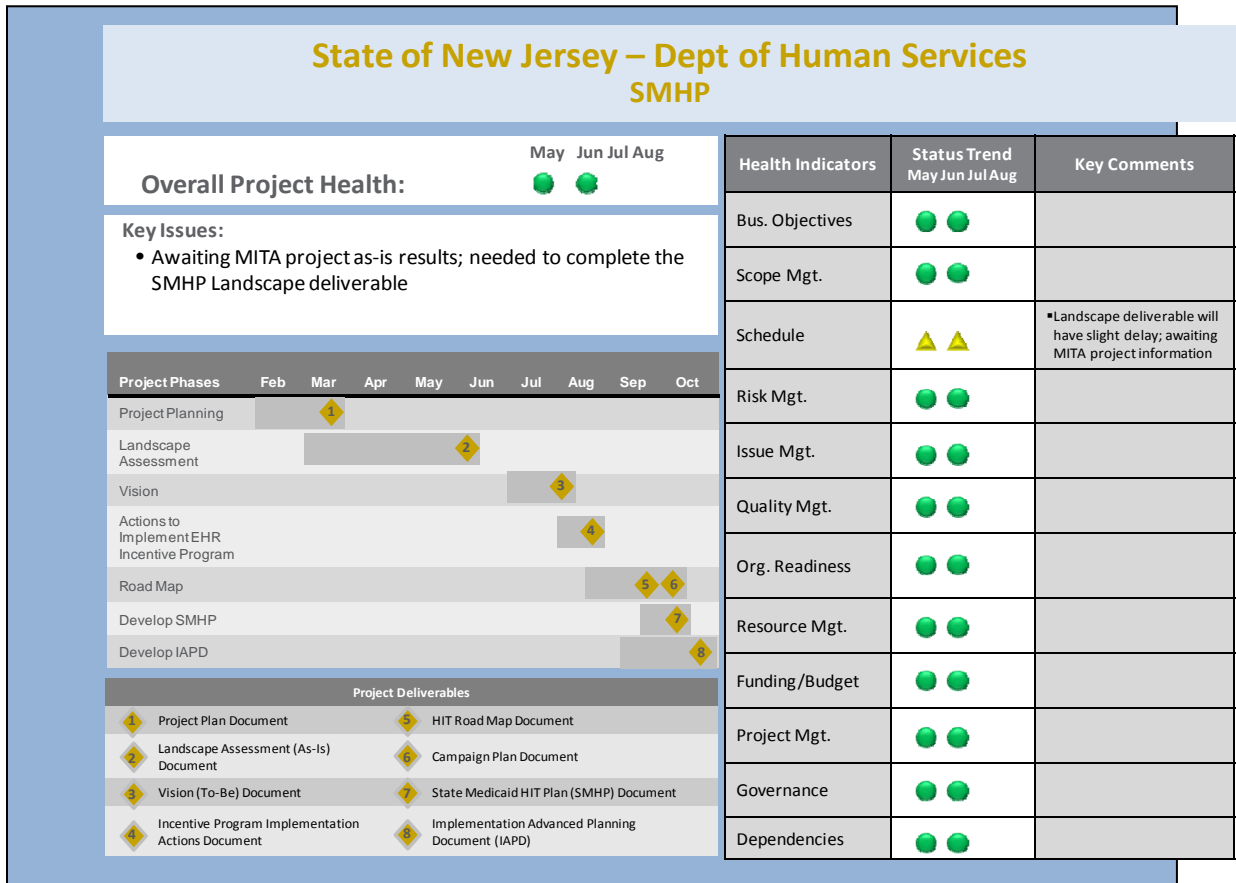 State of New Jersey – Dept of Human Services
SMHP
May Jun Jul Aug
Overall Project Health:
Key Issues:
• Awaiting MITA project as-is results; needed to complete the
SMHP Landscape deliverable
Project Phases Feb Mar Apr May Jun Jul Aug Sep Oct
Project Planning 1
Landscape
Assessment 2
Vision 3
Actions to
Implement EHR
Incentive Program 4
Road Map 5 6
Develop SMHP 7
Develop IAPD 8
Project Deliverables
1 Project Plan Document
2 Landscape Assessment (As-Is)
Document
3 Vision (To-Be) Document
4 Incentive Program Implementation
Actions Document
5 HIT Road Map Document
6 Campaign Plan Document
7 State Medicaid HIT Plan (SMHP) Document
8 Implementation Advanced Planning
Document (IAPD)
Health Indicators Status Trend Key Comments
May Jun Jul Aug
Bus. Objectives
Scope Mgt.
Schedule
▪Landscape deliverable will
have slight delay; awaiting
MITA project information
Risk Mgt.
Issue Mgt.
Quality Mgt.
Org. Readiness
Resource Mgt.
Funding/Budget
Project Mgt.
Governance
Dependencies